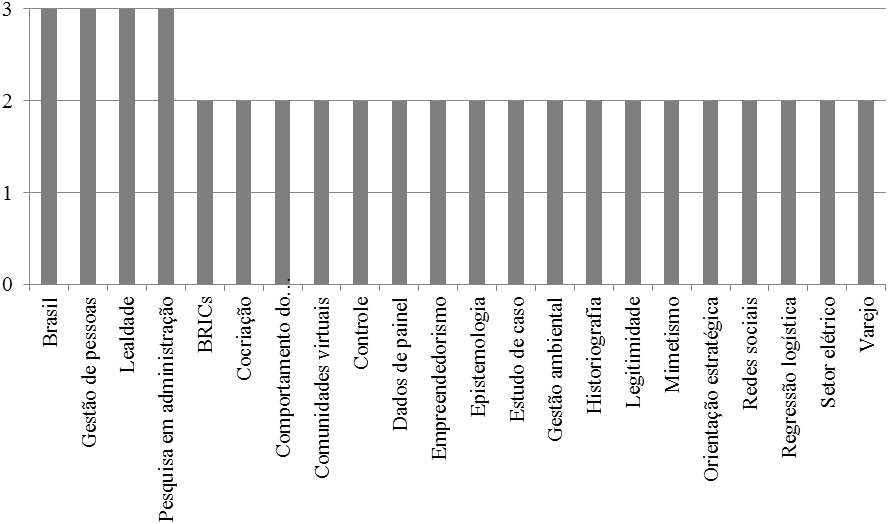 3
2
1
0
Brasil
Gestão de pessoas
Lealdade
Pesquisa em administração
BRICs
Cocriação
Comportamento do…
Comunidades virtuais
Controle
Dados de painel
Empreendedorismo
Epistemologia
Estudo de caso
Gestão ambiental
Historiografia
Legitimidade
Mimetismo
Orientação estratégica
Redes sociais
Regressão logística
Setor elétrico
Varejo